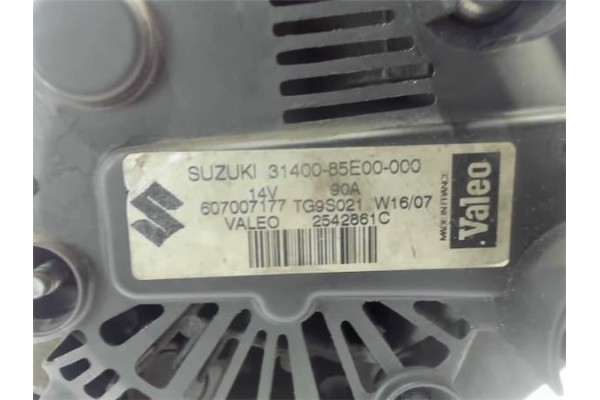 SUZUKI 31400-85E00-000
14V 90A
607007177 TG9S021 W16/07
VALEO 2542861C
Valeo